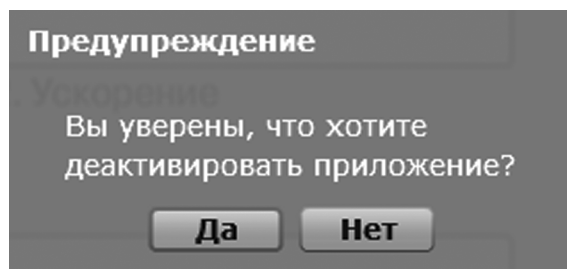 Предупреждение
. Ускорение
Вы уверены, что хотите
деактивировать приложение?
Да Нет